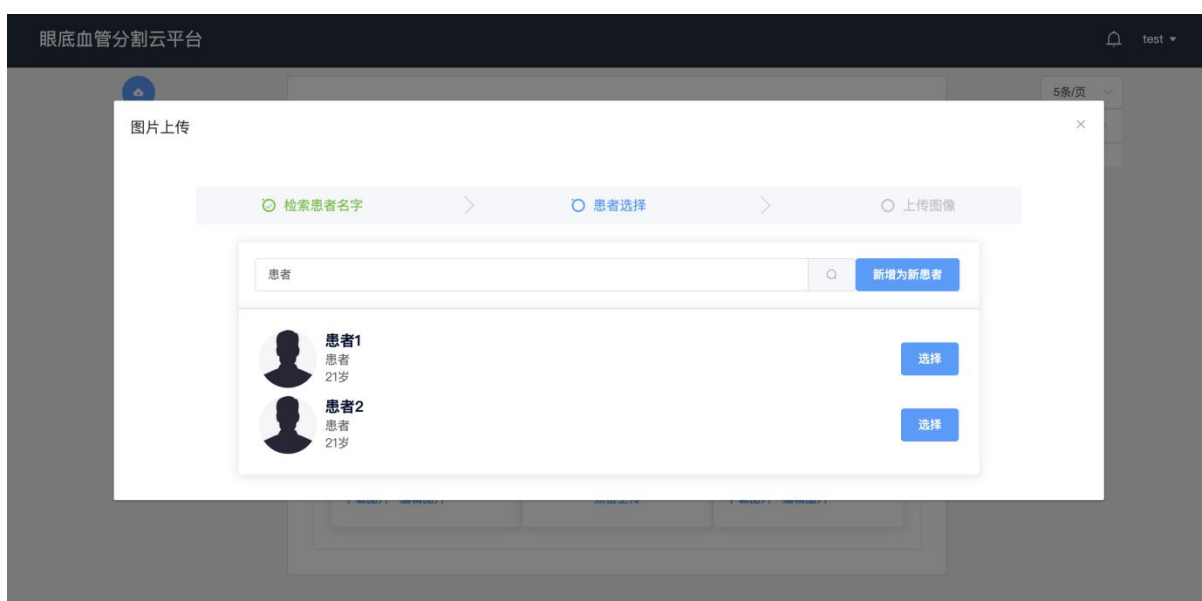 眼底血管分割云平台
test
5条/页
图片上传
检索患者名字
患者选择
上传图像
患者
新增为新患者
患者1
患者
21岁
选择
患者2
患者
21岁
选择